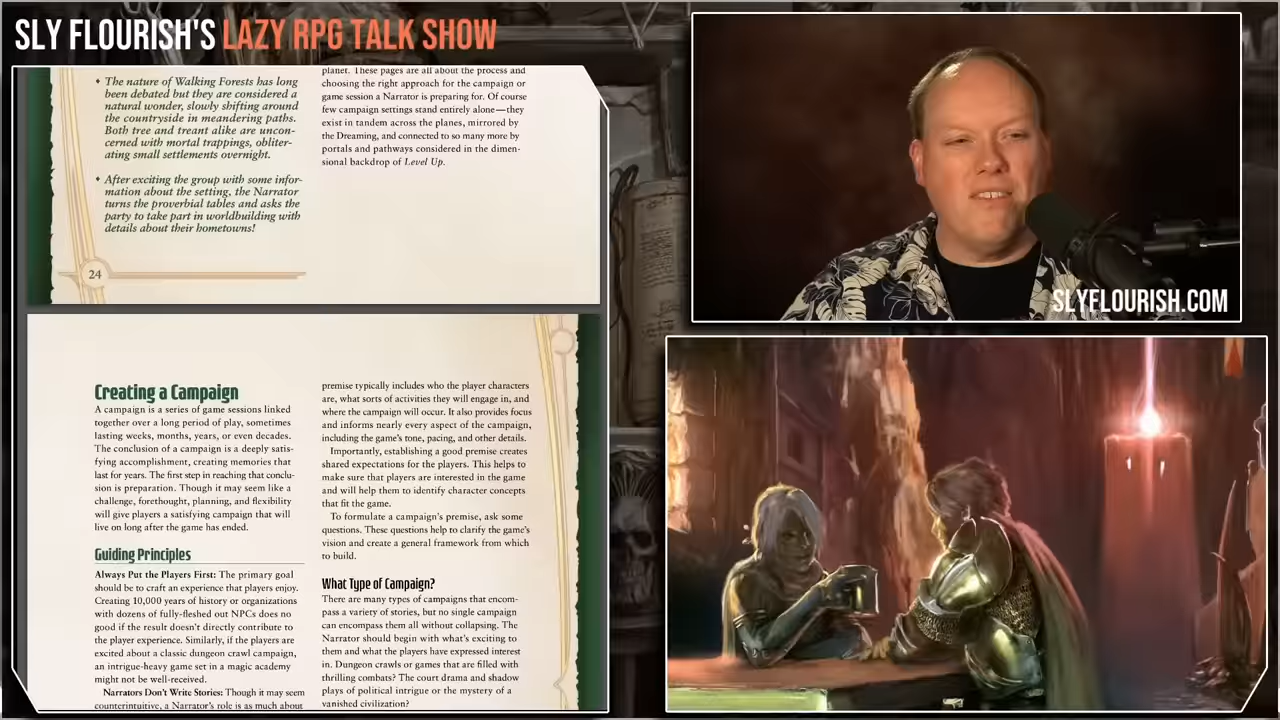 SLY FLOURISH'S LAZY RPG TALK SHOW
• The nature of Walking Forests has long
been debated but they are considered a
natural wonder, slowly shifting around
the countryside in meandering paths.
Both tree and treant alike are uncon-
cerned with mortal trappings, obliter-
ating small settlements overnight.
• After exciting the group with some infor-
mation about the setting, the Narrator
turns the proverbial tables and asks the
party to take part in worldbuilding with
details about their hometowns!
24
planet. These pages are all about the process and
choosing the right approach for the campaign or
game session a Narrator is preparing for. Of course
few campaign settings stand entirely alone—they
exist in tandem across the planes, mirrored by
the Dreaming, and connected to so many more by
portals and pathways considered in the dimen-
sional backdrop of Level Up.
Creating a Campaign
A campaign is a series of game sessions linked
together over a long period of play, sometimes
lasting weeks, months, years, or even decades.
The conclusion of a campaign is a deeply satis-
fying accomplishment, creating memories that
last for years. The first step in reaching that conclu-
sion is preparation. Though it may seem like a
challenge, forethought, planning, and flexibility
will give players a satisfying campaign that will
live on long after the game has ended.
Guiding Principles
Always Put the Players First: The primary goal
should be to craft an experience that players enjoy.
Creating 10,000 years of history or organizations
with dozens of fully-fleshed out NPCs does no
good if the result doesn't directly contribute to
the player experience. Similarly, if the players are
excited about a classic dungeon crawl campaign,
an intrigue-heavy game set in a magic academy
might not be well-received.
Narrators Don't Write Stories: Though it may seem
counterintuitive, a Narrator's role is as much about
premise typically includes who the player characters
are, what sorts of activities they will engage in, and
where the campaign will occur. It also provides focus
and informs nearly every aspect of the campaign,
including the game's tone, pacing, and other details.
Importantly, establishing a good premise creates
shared expectations for the players. This helps to
make sure that players are interested in the game
and will help them to identify character concepts
that fit the game.
To formulate a campaign's premise, ask some
questions. These questions help to clarify the game's
vision and create a general framework from which
to build.
What Type of Campaign?
There are many types of campaigns that encom-
pass a variety of stories, but no single campaign
can encompass them all without collapsing. The
Narrator should begin with what's exciting to
them and what the players have expressed interest
in. Dungeon crawls or games that are filled with
thrilling combats? The court drama and shadow
plays of political intrigue or the mystery of a
vanished civilization?
SLYFLOURISH.COM